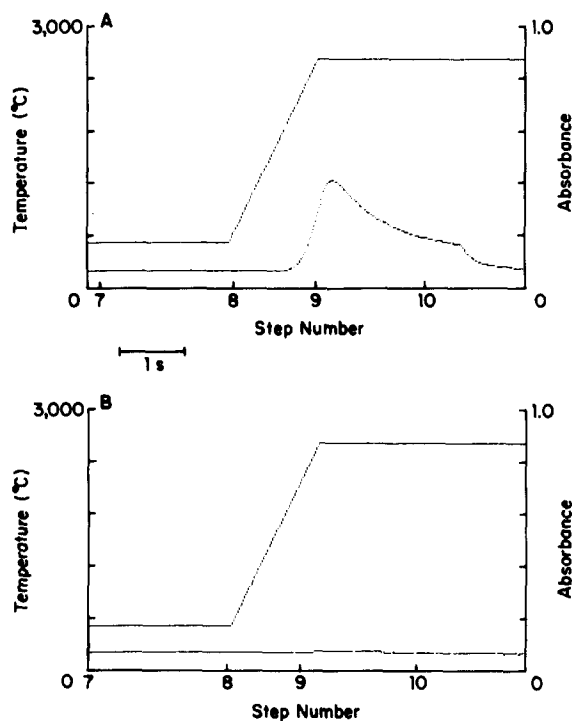 A
3,000
1.0
Temperature (°C)
Absorbance
0
7
8
9
10
0
Step Number
1 s
B
3,000
1.0
Temperature (°C)
Absorbance
0
7
8
9
10
0
Step Number